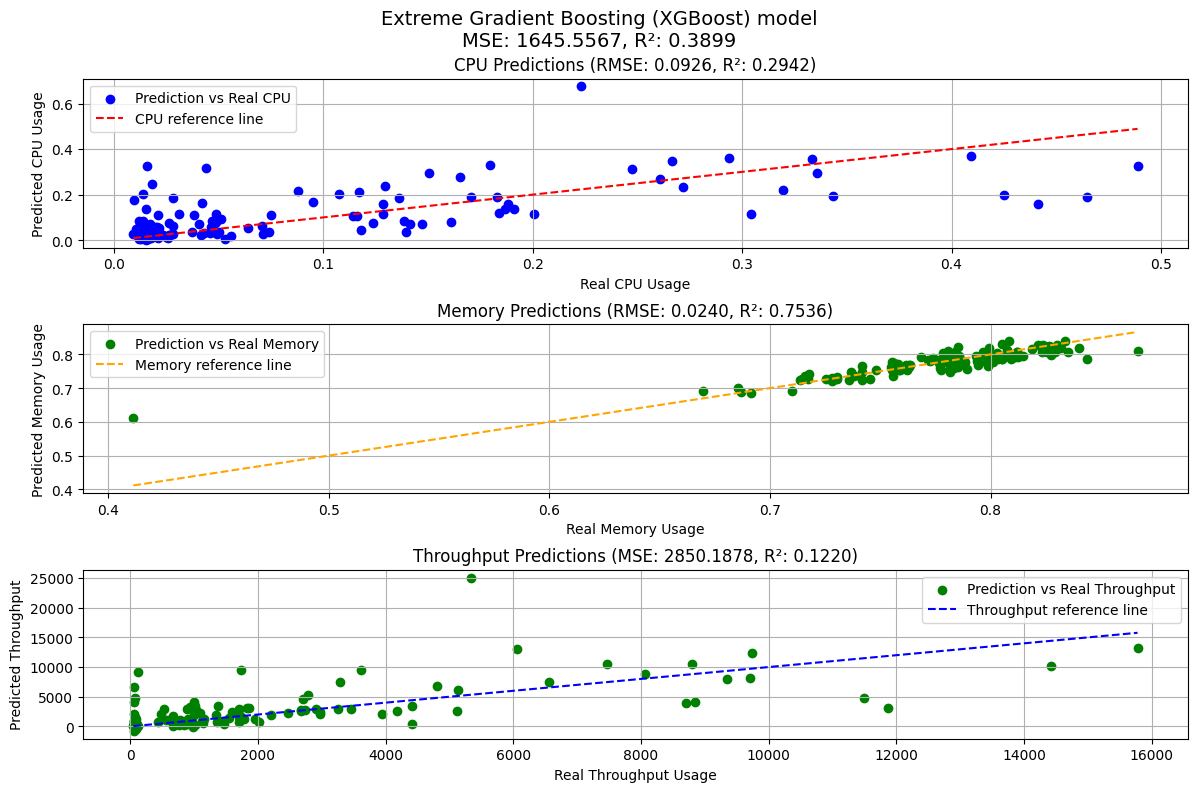 Extreme Gradient Boosting (XGBoost) model
MSE: 1645.5567, R²: 0.3899
CPU Predictions (RMSE: 0.0926, R²: 0.2942)
Prediction vs Real CPU
CPU reference line
Predicted CPU Usage
0.6
0.4
0.2
0.0
0.0 0.1 0.2 0.3 0.4 0.5
Real CPU Usage
Memory Predictions (RMSE: 0.0240, R²: 0.7536)
Prediction vs Real Memory
Memory reference line
Predicted Memory Usage
0.8
0.7
0.6
0.5
0.4
0.4 0.5 0.6 0.7 0.8
Real Memory Usage
Throughput Predictions (MSE: 2850.1878, R²: 0.1220)
Prediction vs Real Throughput
Throughput reference line
Predicted Throughput
25000
20000
15000
10000
5000
0
0 2000 4000 6000 8000 10000 12000 14000 16000
Real Throughput Usage